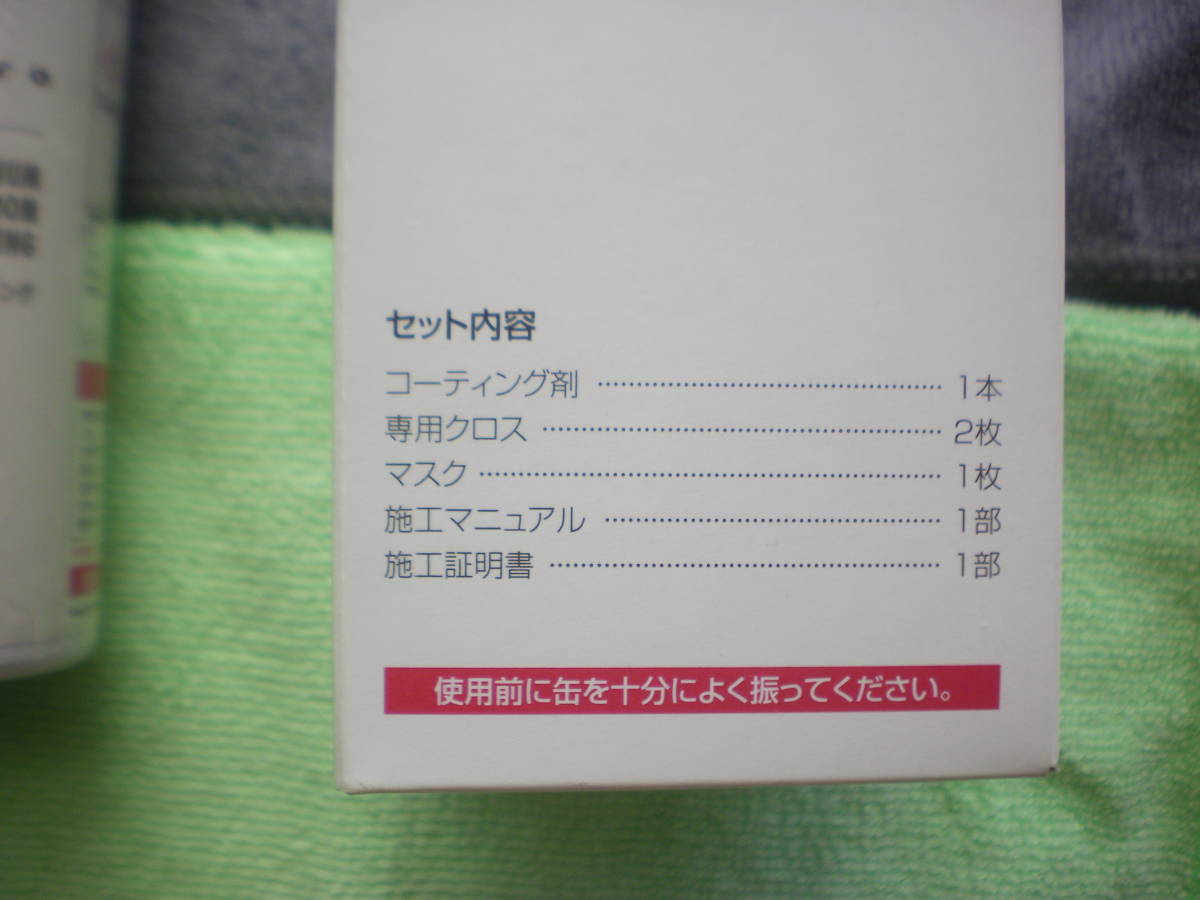 セット内容
コーティング剤 1本
専用クロス 2枚
マスク 1枚
施工マニュアル 1部
施工証明書 1部
使用前に缶を十分によく振ってください。